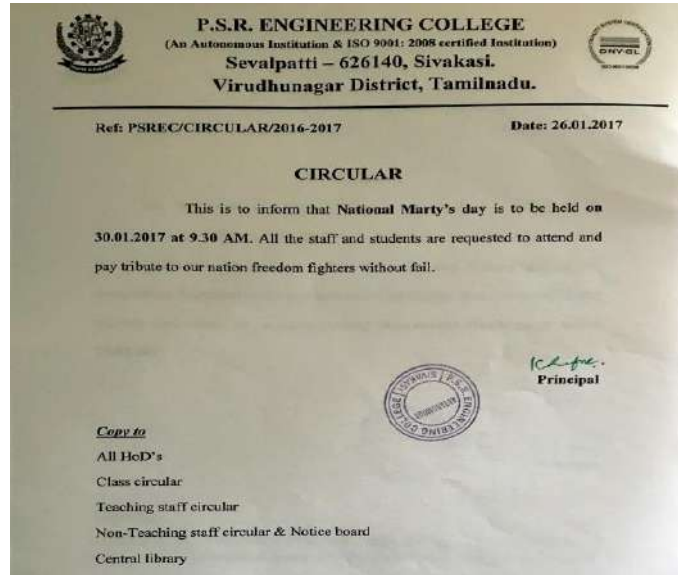 P.S.R. ENGINEERING COLLEGE
(An Autonomous Institution & ISO 9001: 2008 certified Institution)
Sevalpatti – 626140, Sivakasi.
Virudhunagar District, Tamilnadu.
DNV·GL
Ref: PSREC/CIRCULAR/2016-2017
Date: 26.01.2017
CIRCULAR
This is to inform that National Marty's day is to be held on
30.01.2017 at 9.30 AM. All the staff and students are requested to attend and
pay tribute to our nation freedom fighters without fail.
Principal
P.S.R. ENGINEERING COLLEGE
Copy to
All HoD's
Class circular
Teaching staff circular
Non-Teaching staff circular & Notice board
Central library